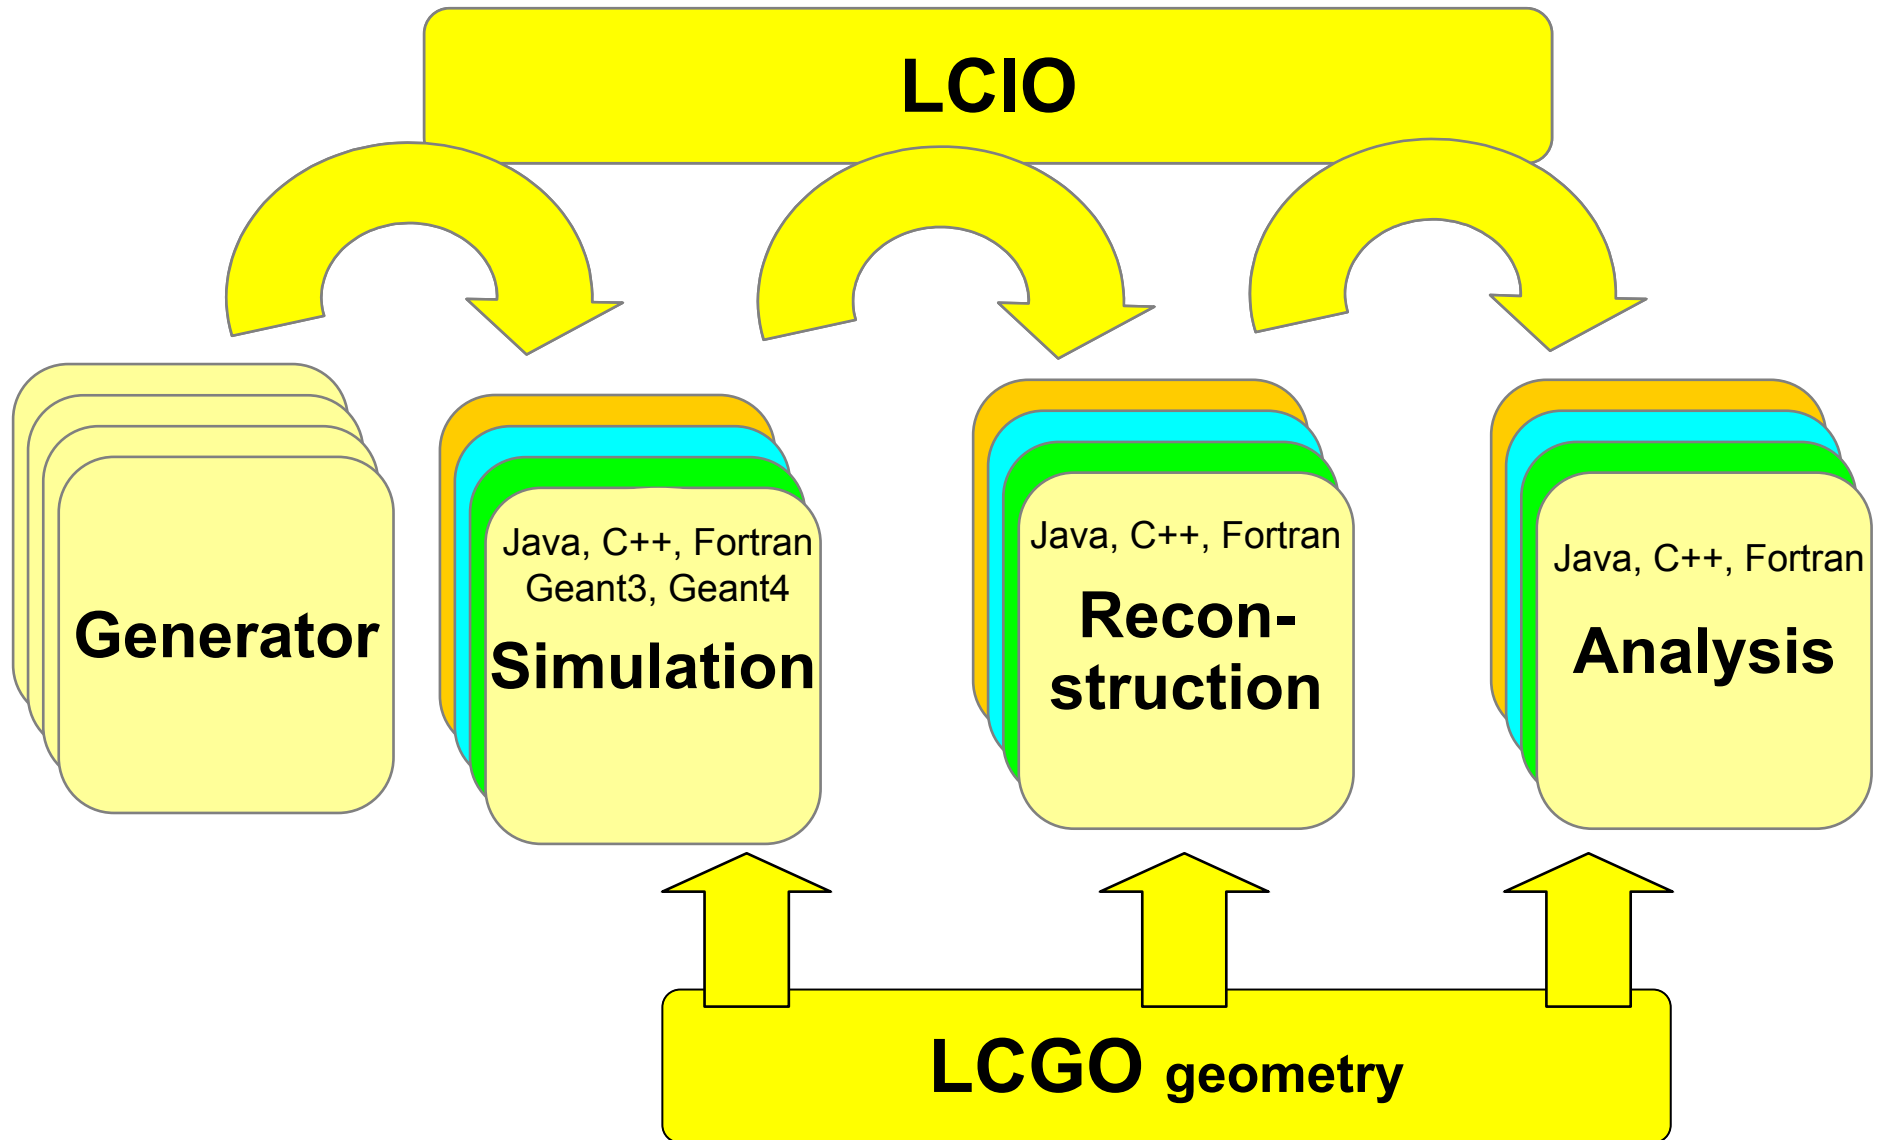 LCIO
Generator
Java, C++, Fortran
Geant3, Geant4
Simulation
Java, C++, Fortran
Recon-
struction
Java, C++, Fortran
Analysis
LCGO geometry